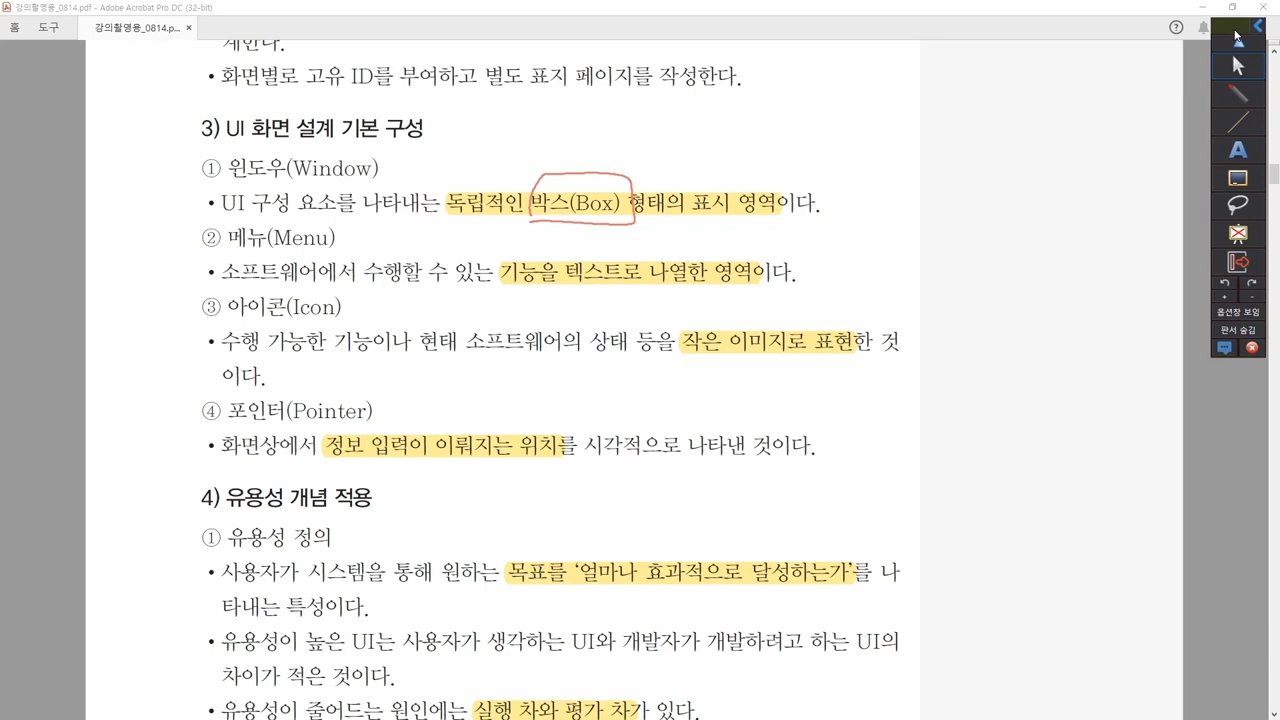 강의촬영용_0814.pdf - Adobe Acrobat Pro DC (32-bit)
홈 도구 강의촬영용_0814.p... ×
계한다.
• 화면별로 고유 ID를 부여하고 별도 표지 페이지를 작성한다.
3) UI 화면 설계 기본 구성
① 윈도우(Window)
• UI 구성 요소를 나타내는 독립적인 박스(Box) 형태의 표시 영역이다.
② 메뉴(Menu)
• 소프트웨어에서 수행할 수 있는 기능을 텍스트로 나열한 영역이다.
③ 아이콘(Icon)
• 수행 가능한 기능이나 현태 소프트웨어의 상태 등을 작은 이미지로 표현한 것
이다.
④ 포인터(Pointer)
• 화면상에서 정보 입력이 이뤄지는 위치를 시각적으로 나타낸 것이다.
4) 유용성 개념 적용
① 유용성 정의
• 사용자가 시스템을 통해 원하는 목표를 ‘얼마나 효과적으로 달성하는가’를 나
타내는 특성이다.
• 유용성이 높은 UI는 사용자가 생각하는 UI와 개발자가 개발하려고 하는 UI의
차이가 적은 것이다.
• 유용성이 줄어드는 원인에는 실행 차와 평가 차가 있다.
A
+ -
옵션창 보임
판서 숨김